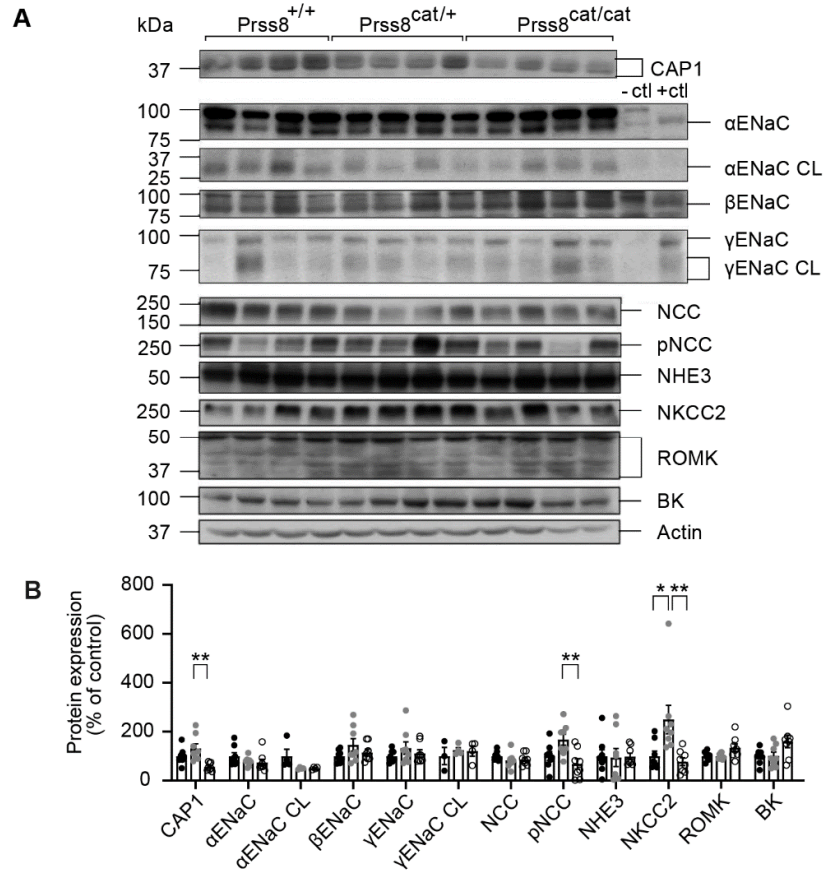 A
kDa
Prss8+/+ Prss8cat/+ Prss8cat/cat
37 CAP1
- ctl +ctl
100
75 αENaC
37
25 αENaC CL
100
75 βENaC
100 γENaC
75 γENaC CL
250
150 NCC
250 pNCC
50 NHE3
250 NKCC2
50
37 ROMK
100 BK
37 Actin
B
Protein expression
(% of control)
800
600
400
200
0
** ** * **
CAP1 αENaC αENaC CL βENaC γENaC γENaC CL NCC pNCC NHE3 NKCC2 ROMK BK